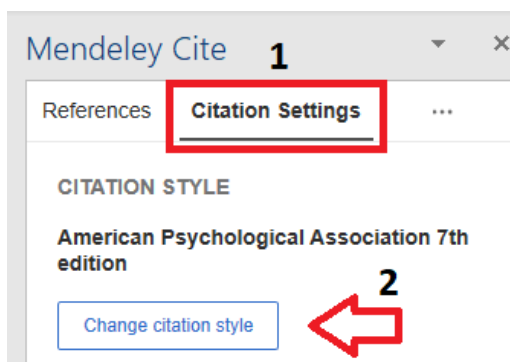 Mendeley Cite 1
References Citation Settings ...
CITATION STYLE
American Psychological Association 7th
edition
2
Change citation style